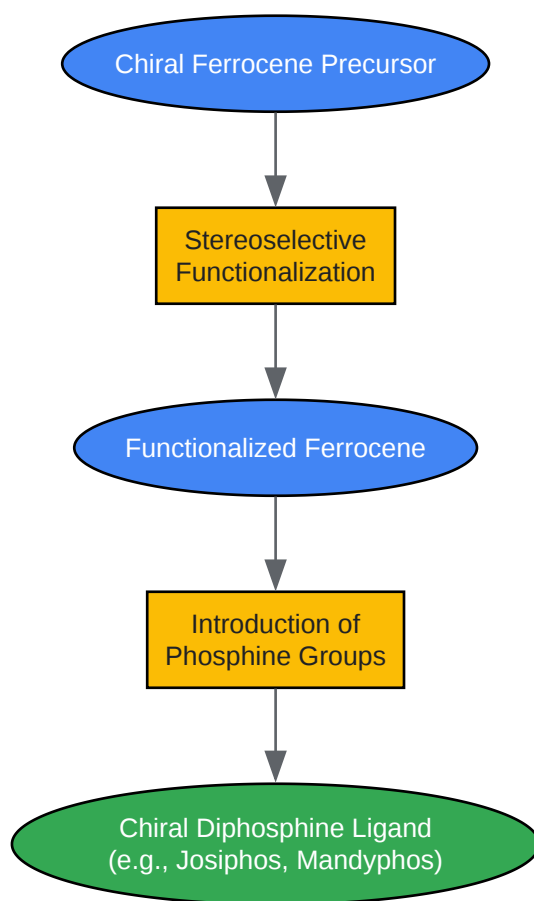 Chiral Ferrocene Precursor
Stereoselective
Functionalization
Functionalized Ferrocene
Introduction of
Phosphine Groups
Chiral Diphosphine Ligand
(e.g., Josiphos, Mandyphos)